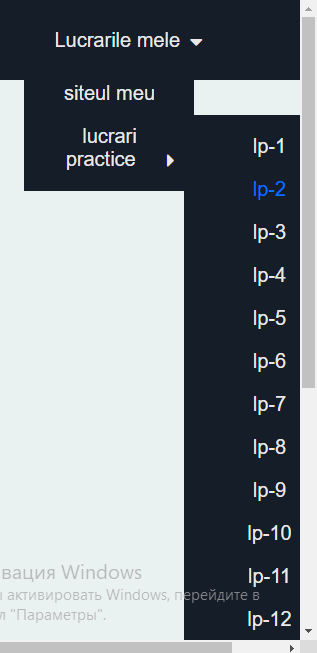 Lucrarile mele
siteul meu
lucrari
practice
lp-1
lp-2
lp-3
lp-4
lp-5
lp-6
lp-7
lp-8
lp-9
lp-10
lp-11
lp-12
вация Windows
ы активировать Windows, перейдите в
л "Параметры".